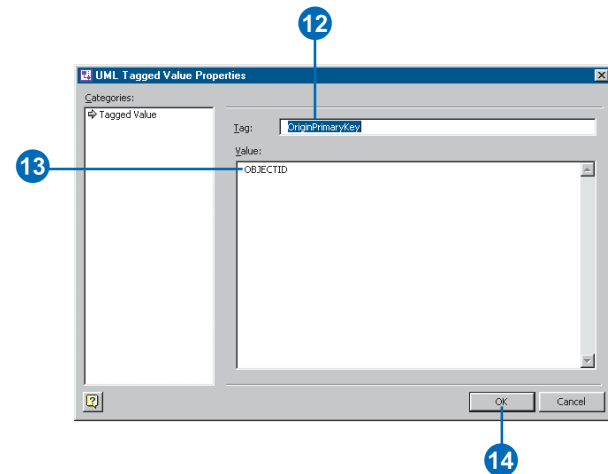 12
UML Tagged Value Properties
Categories:
Tagged Value
Tag: OriginPrimaryKey
Value:
13
OBJECTID
OK Cancel
14